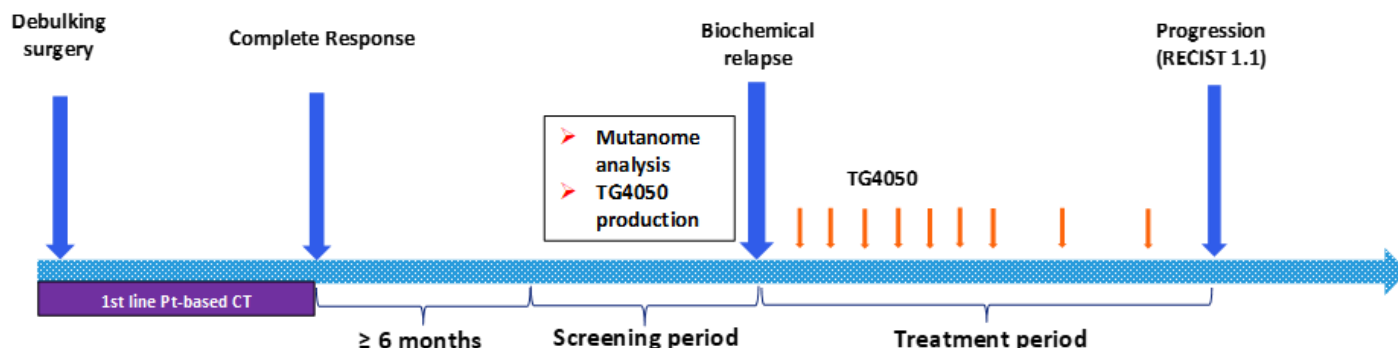 Debulking
surgery
Complete Response
Biochemical
relapse
Progression
(RECIST 1.1)
Mutanome
analysis
TG4050
production
TG4050
1st line Pt-based CT
≥ 6 months
Screening period
Treatment period